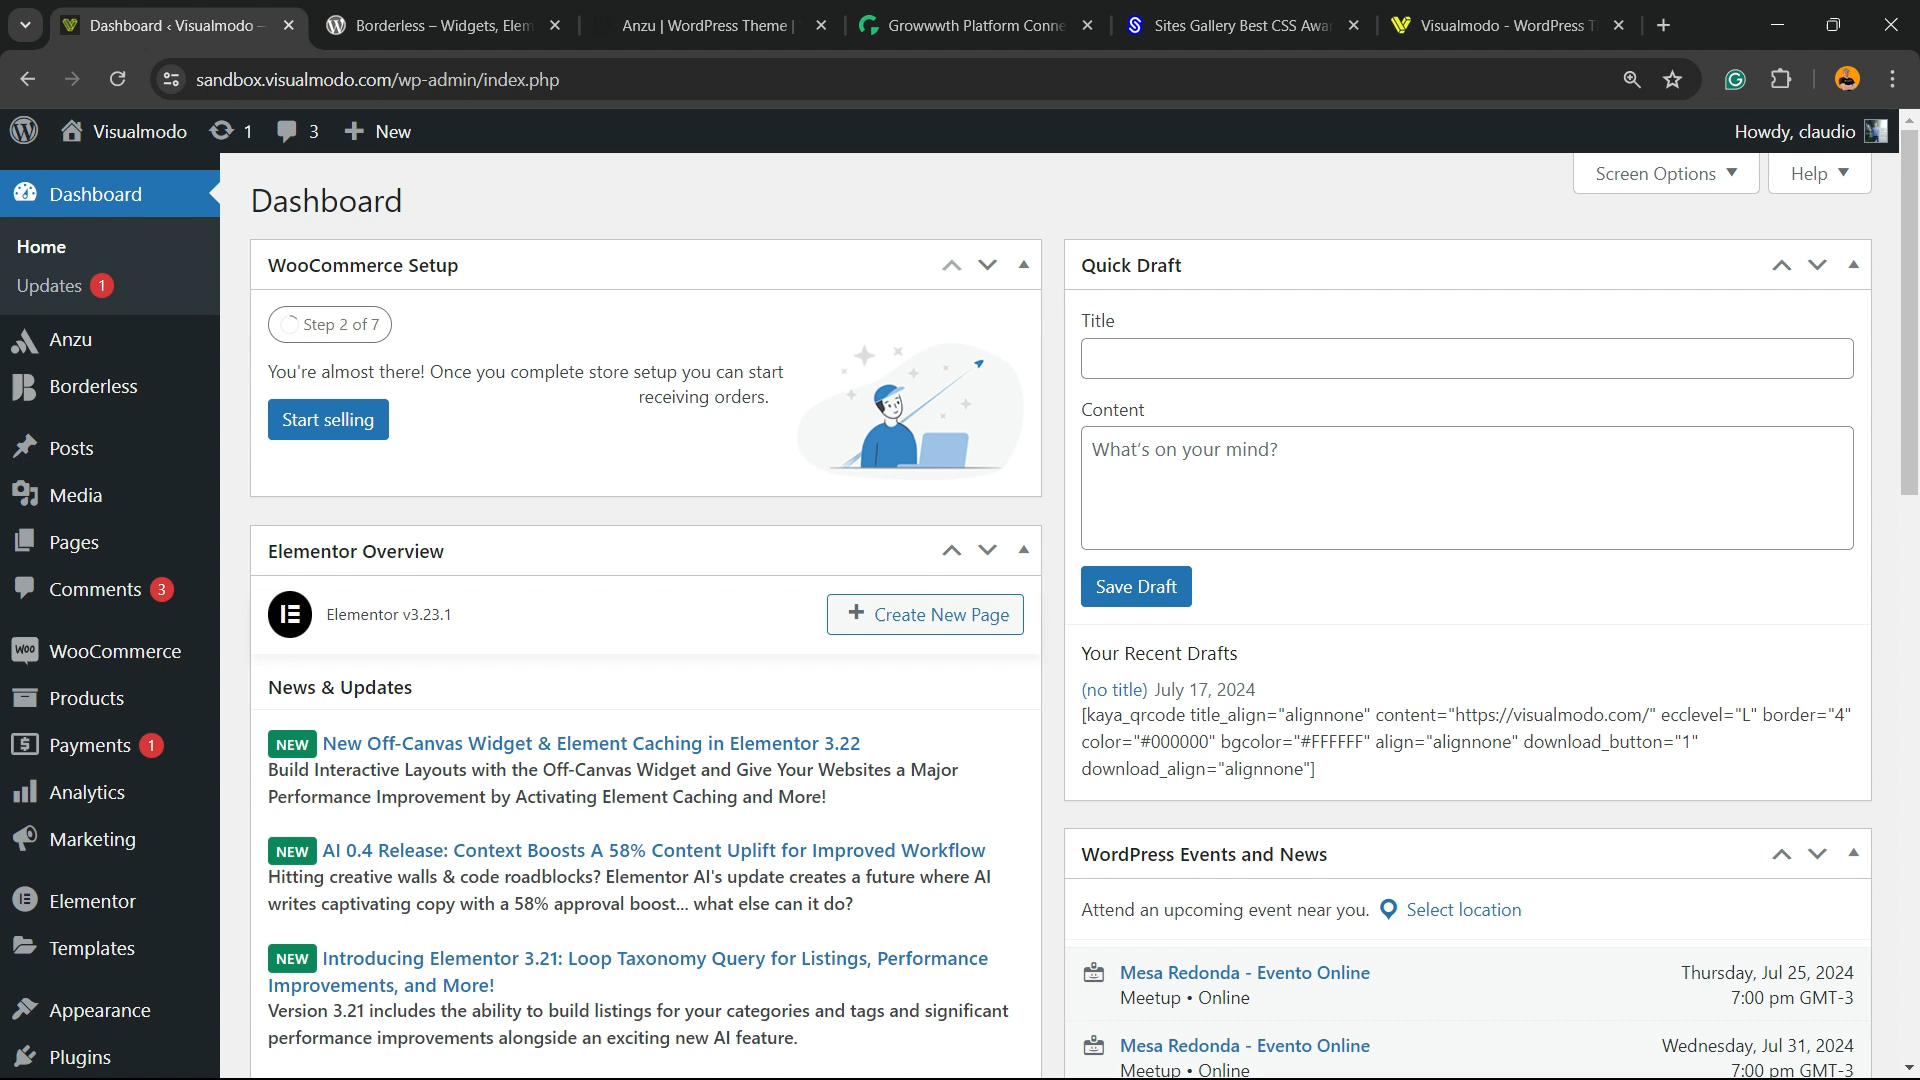 Dashboard ‹ Visualmodo –
Borderless – Widgets, Elem
Anzu | WordPress Theme |
Growwwth Platform Conne
Sites Gallery Best CSS Awa
Visualmodo - WordPress T
sandbox.visualmodo.com/wp-admin/index.php
Visualmodo
1
3
New
Howdy, claudio
Screen Options
Help
Dashboard
Home
Updates 1
Anzu
Borderless
Posts
Media
Pages
Comments 3
WOO WooCommerce
Products
Payments 1
Analytics
Marketing
Elementor
Templates
Appearance
Plugins
Dashboard
WooCommerce Setup
Step 2 of 7
You're almost there! Once you complete store setup you can start
receiving orders.
Start selling
Elementor Overview
Elementor v3.23.1
Create New Page
News & Updates
NEW New Off-Canvas Widget & Element Caching in Elementor 3.22
Build Interactive Layouts with the Off-Canvas Widget and Give Your Websites a Major
Performance Improvement by Activating Element Caching and More!
NEW AI 0.4 Release: Context Boosts A 58% Content Uplift for Improved Workflow
Hitting creative walls & code roadblocks? Elementor AI's update creates a future where AI
writes captivating copy with a 58% approval boost... what else can it do?
NEW Introducing Elementor 3.21: Loop Taxonomy Query for Listings, Performance
Improvements, and More!
Version 3.21 includes the ability to build listings for your categories and tags and significant
performance improvements alongside an exciting new AI feature.
Quick Draft
Title
Content
What's on your mind?
Save Draft
Your Recent Drafts
(no title) July 17, 2024
[kaya_qrcode title_align="alignnone" content="https://visualmodo.com/" ecclevel="L" border="4"
color="#000000" bgcolor="#FFFFFF" align="alignnone" download_button="1"
download_align="alignnone"]
WordPress Events and News
Attend an upcoming event near you. Select location
Mesa Redonda - Evento Online
Meetup • Online
Thursday, Jul 25, 2024
7:00 pm GMT-3
Mesa Redonda - Evento Online
Meetup • Online
Wednesday, Jul 31, 2024
7:00 pm GMT-3